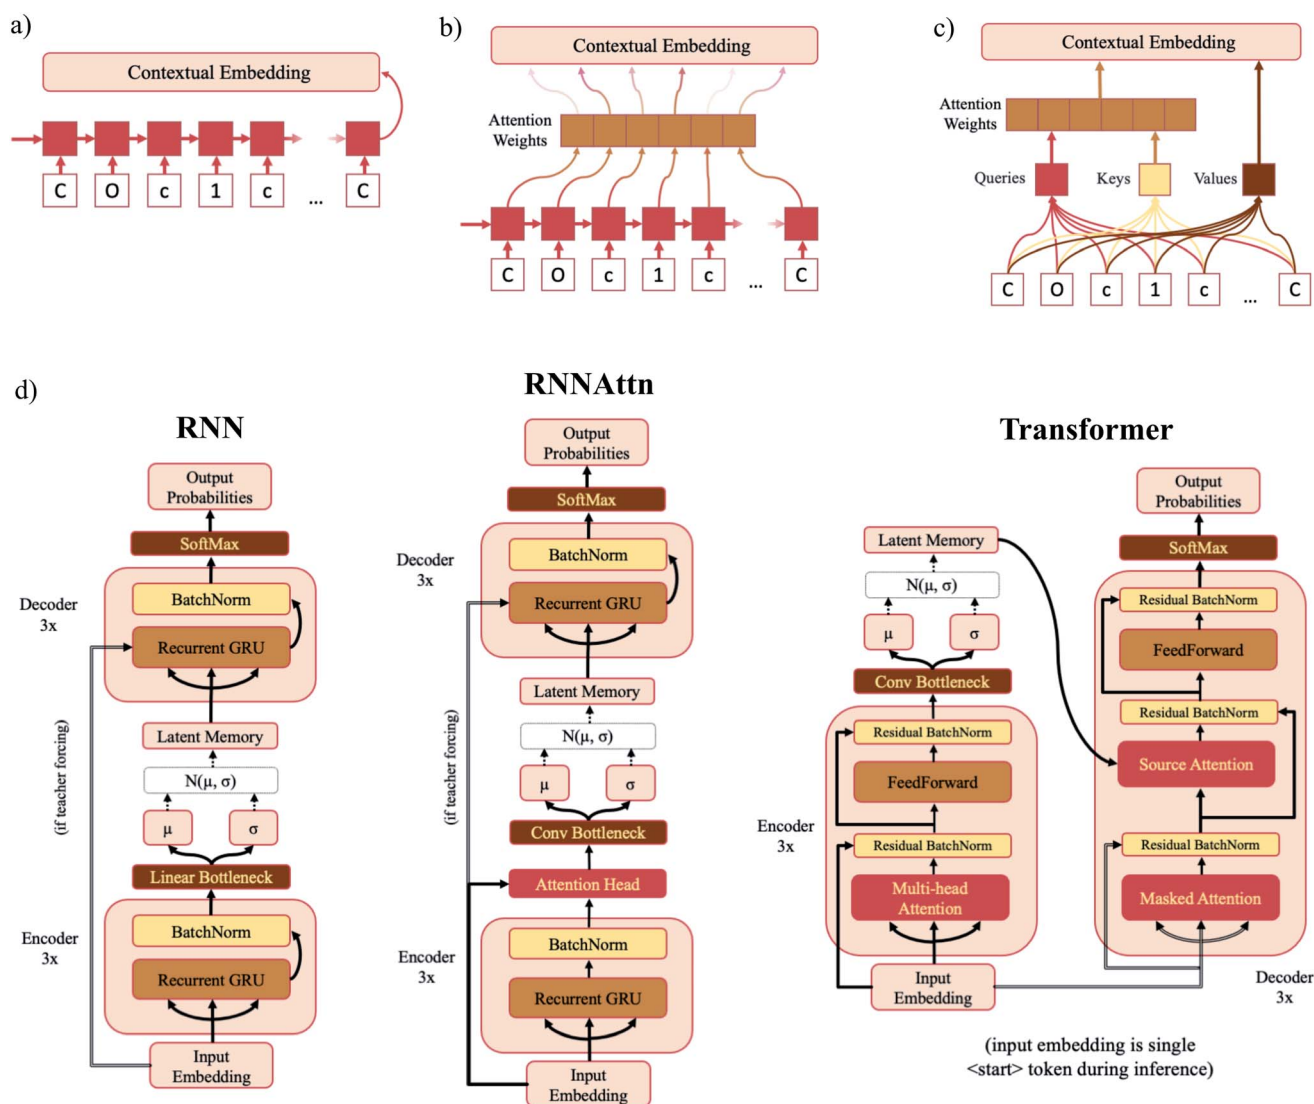 a)
Contextual Embedding
C O c 1 c ... C
b)
Contextual Embedding
Attention
Weights
C O c 1 c ... C
c)
Contextual Embedding
Attention
Weights
Queries
Keys
Values
C O c 1 c ... C
d)
RNN
Output
Probabilities
SoftMax
Decoder
3x
BatchNorm
Recurrent GRU
(if teacher forcing)
Latent Memory
N(μ, σ)
μ
σ
Linear Bottleneck
Encoder
3x
BatchNorm
Recurrent GRU
Input
Embedding
RNNAttn
Output
Probabilities
SoftMax
Decoder
3x
BatchNorm
Recurrent GRU
(if teacher forcing)
Latent Memory
N(μ, σ)
μ
σ
Conv Bottleneck
Attention Head
Encoder
3x
BatchNorm
Recurrent GRU
Input
Embedding
Transformer
Latent Memory
N(μ, σ)
μ
σ
Conv Bottleneck
Residual BatchNorm
FeedForward
Encoder
3x
Residual BatchNorm
Multi-head
Attention
Input
Embedding
Output
Probabilities
SoftMax
Residual BatchNorm
FeedForward
Residual BatchNorm
Source Attention
Residual BatchNorm
Masked Attention
Decoder
3x
(input embedding is single
<start> token during inference)